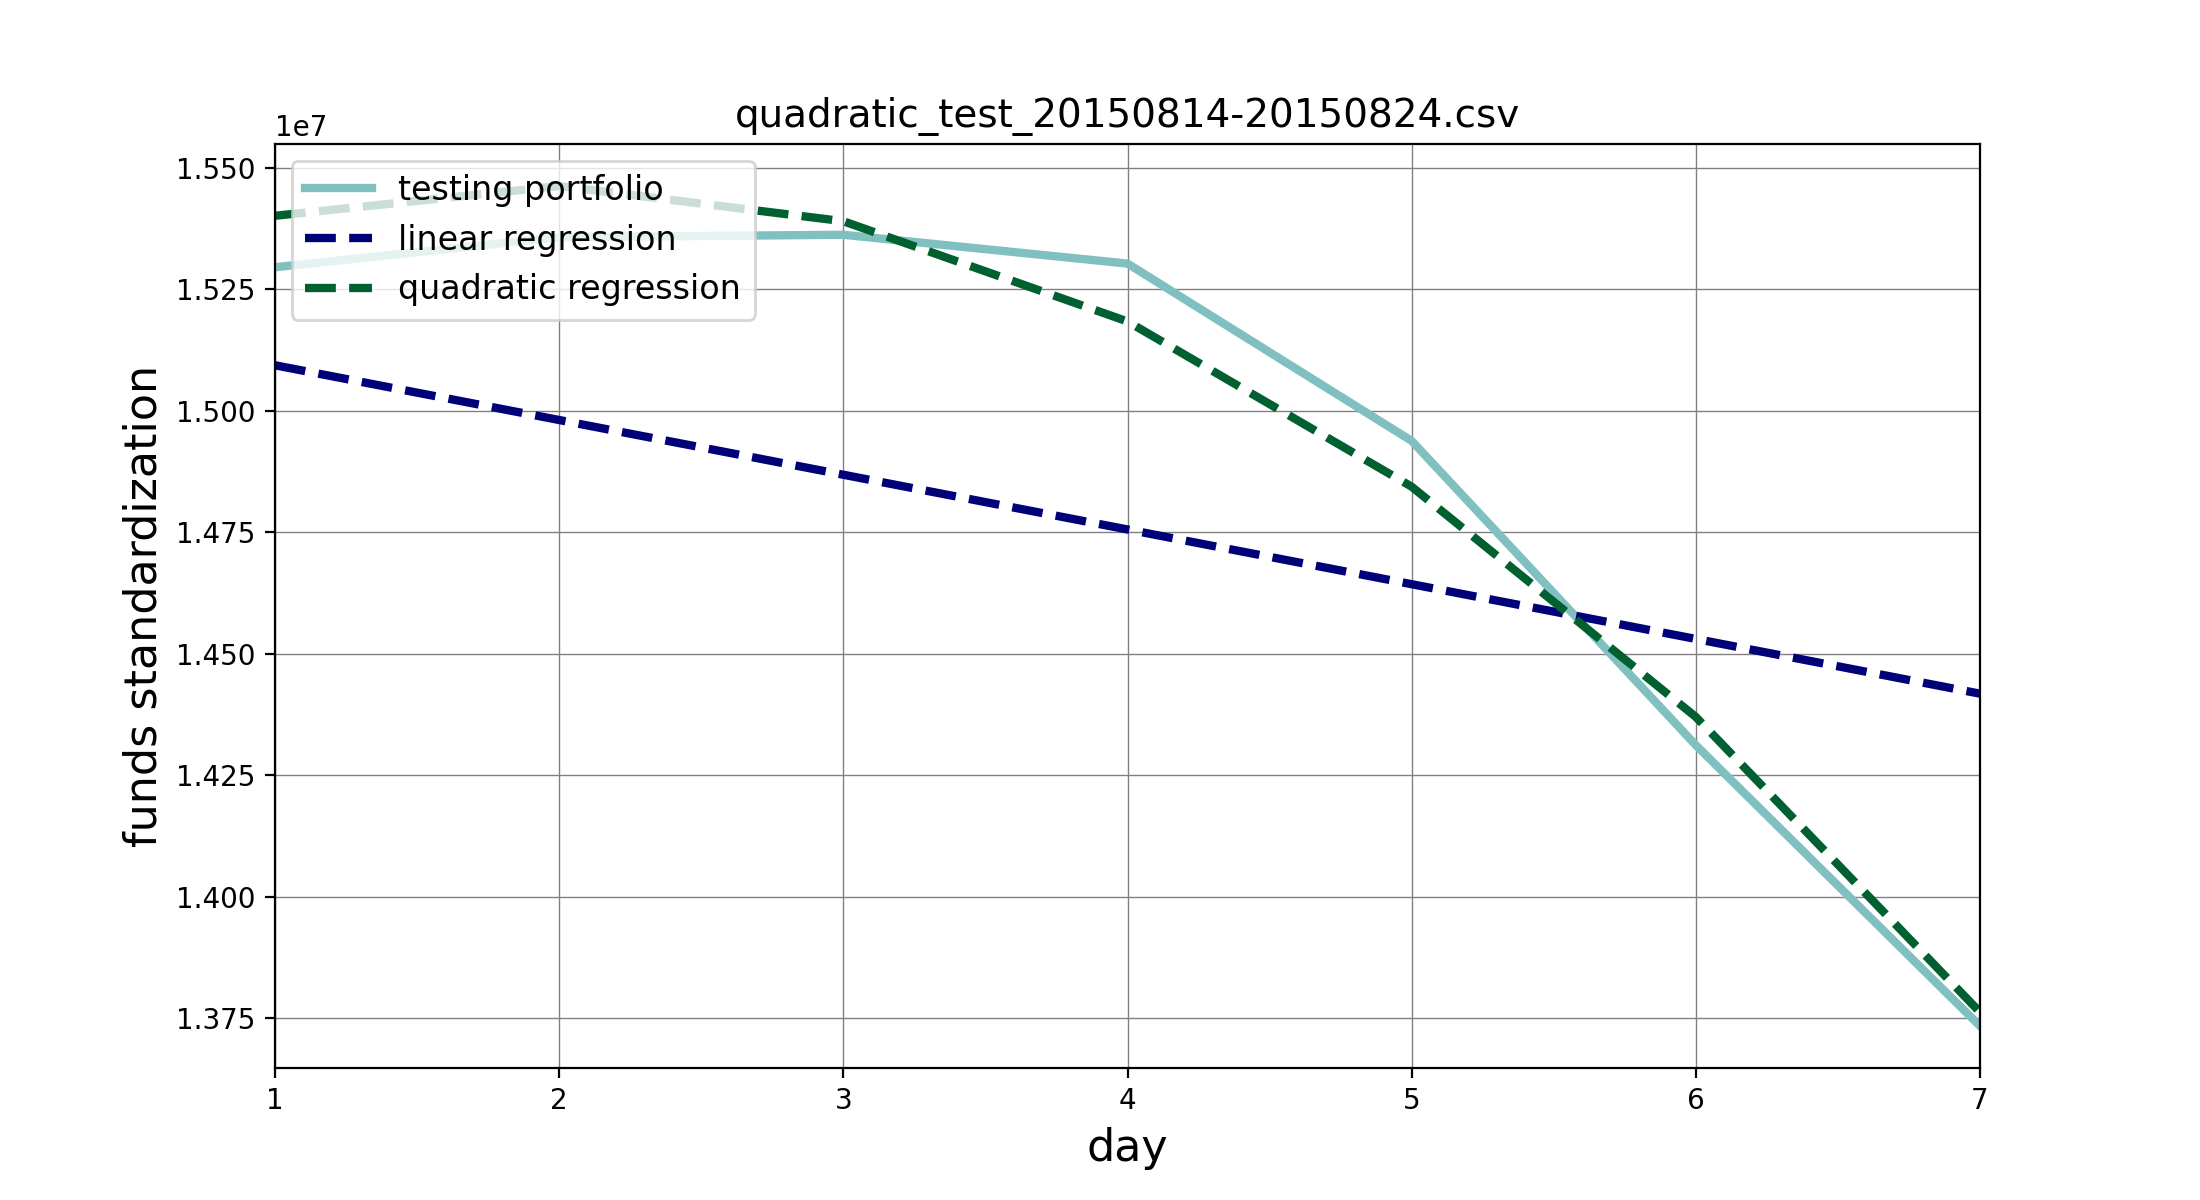 quadratic_test_20150814-20150824.csv
1e7
testing portfolio
linear regression
quadratic regression
funds standardization
1.550
1.525
1.500
1.475
1.450
1.425
1.400
1.375
1 2 3 4 5 6 7
day